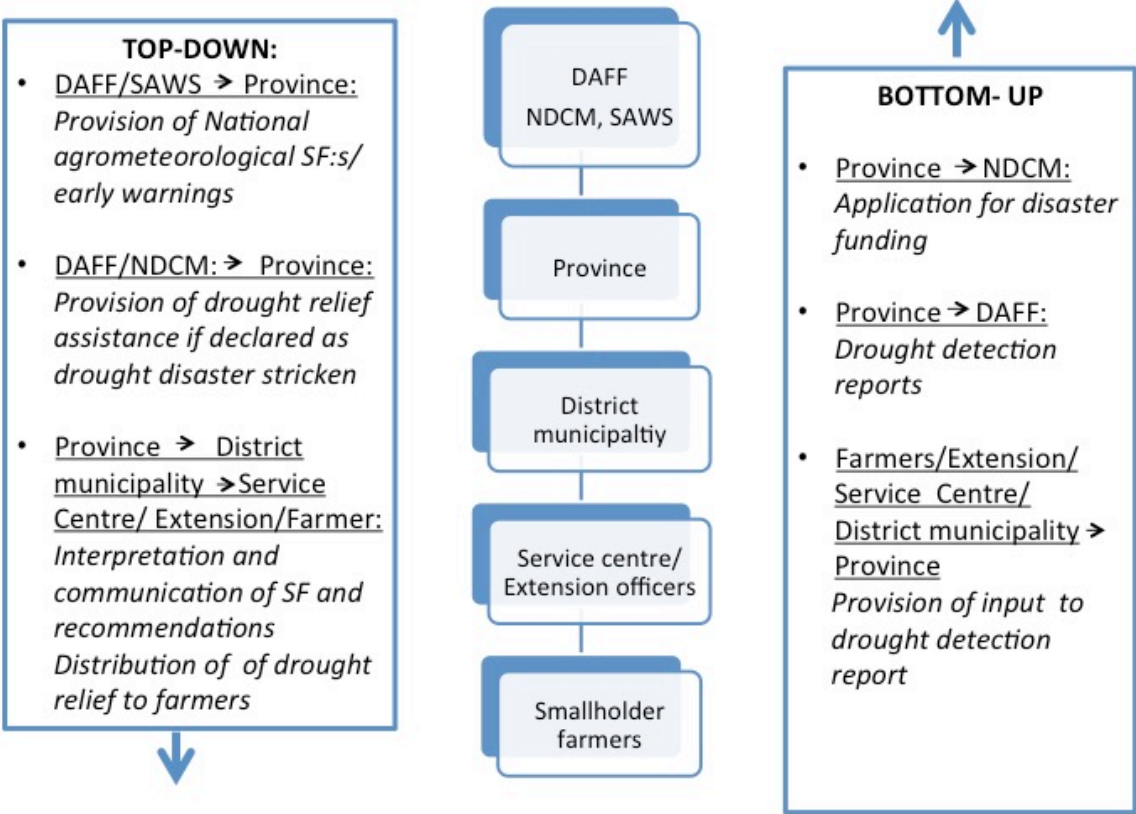 TOP-DOWN:
• DAFF/SAWS → Province:
Provision of National
agrometeorological SF:s/
early warnings
• DAFF/NDCM: → Province:
Provision of drought relief
assistance if declared as
drought disaster stricken
• Province → District
municipality → Service
Centre/ Extension/Farmer:
Interpretation and
communication of SF and
recommendations
Distribution of of drought
relief to farmers
DAFF
NDCM, SAWS
Province
District
municipaltiy
Service centre/
Extension officers
Smallholder
farmers
BOTTOM- UP
• Province → NDCM:
Application for disaster
funding
• Province → DAFF:
Drought detection
reports
• Farmers/Extension/
Service Centre/
District municipality →
Province
Provision of input to
drought detection
report